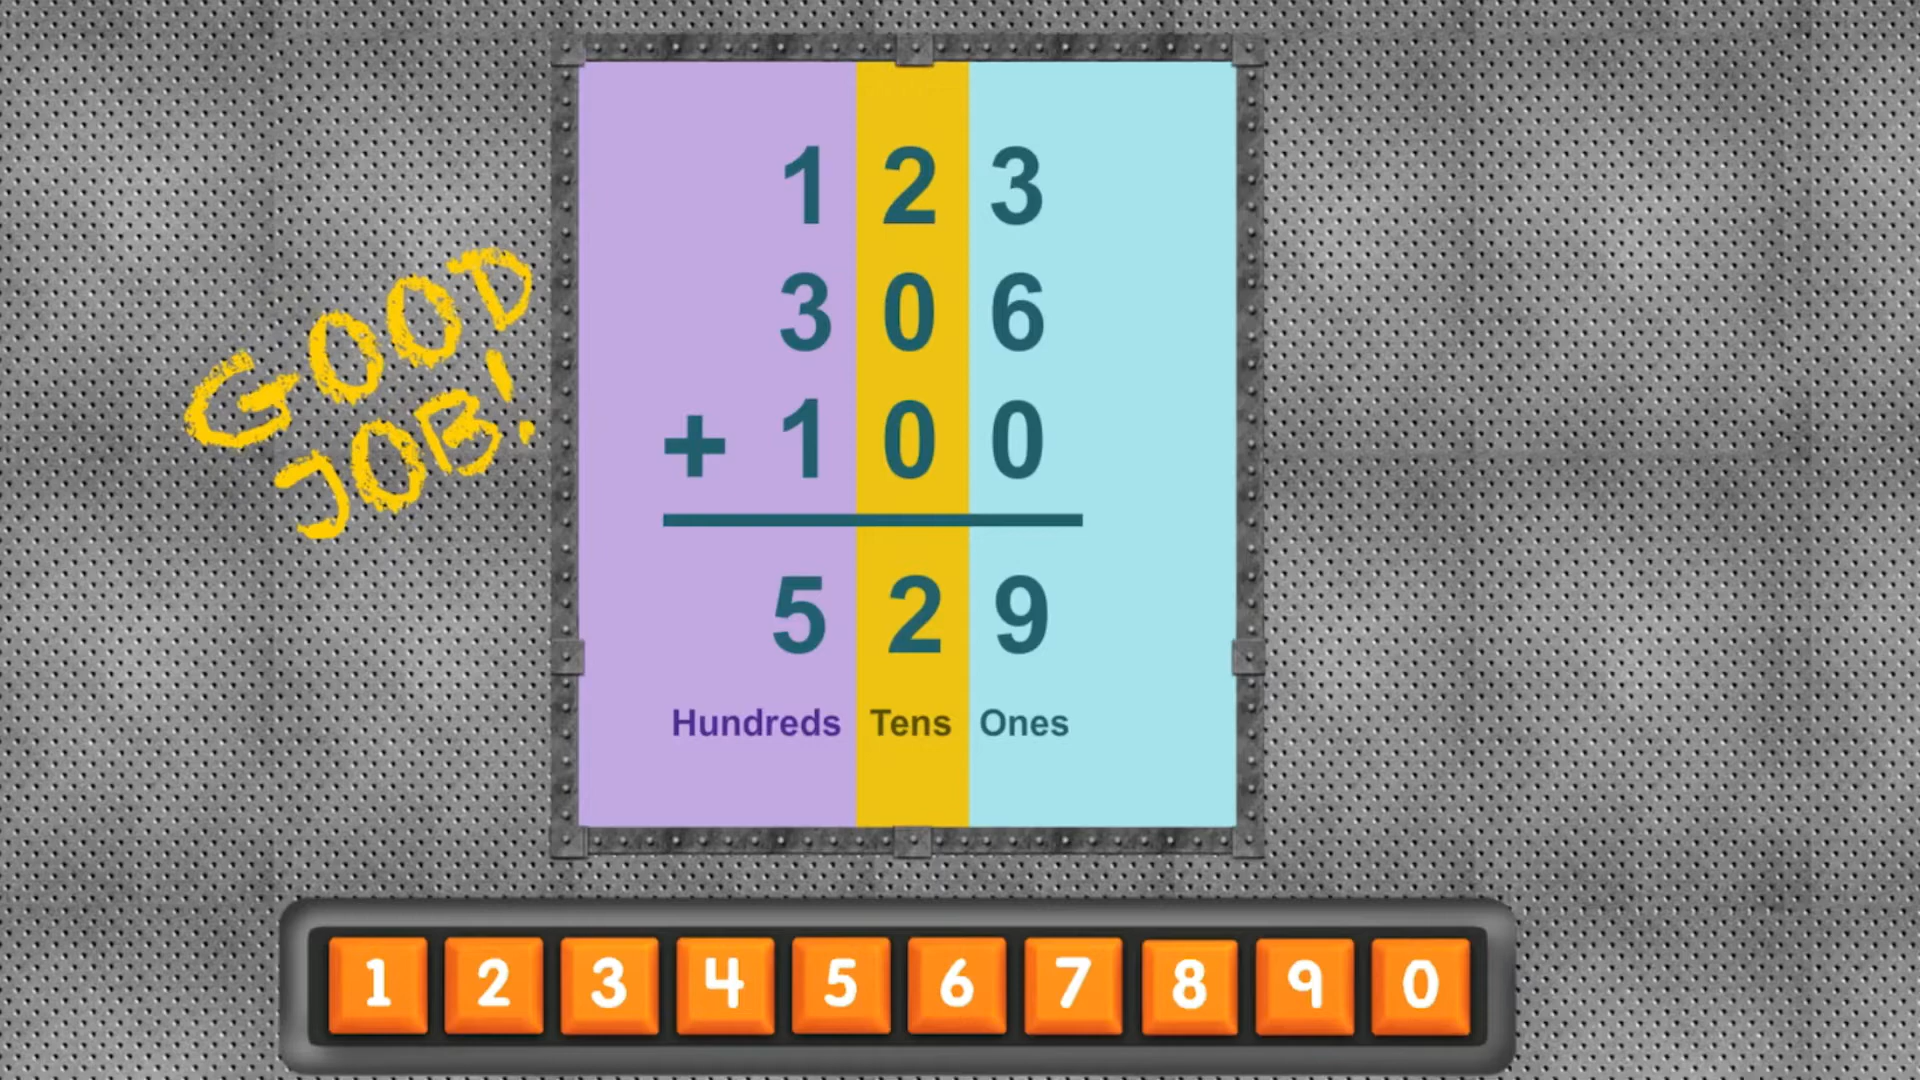 GOOD
JOB!
1 2 3
3 0 6
+ 1 0 0
5 2 9
Hundreds Tens Ones
1 2 3 4 5 6 7 8 9 0